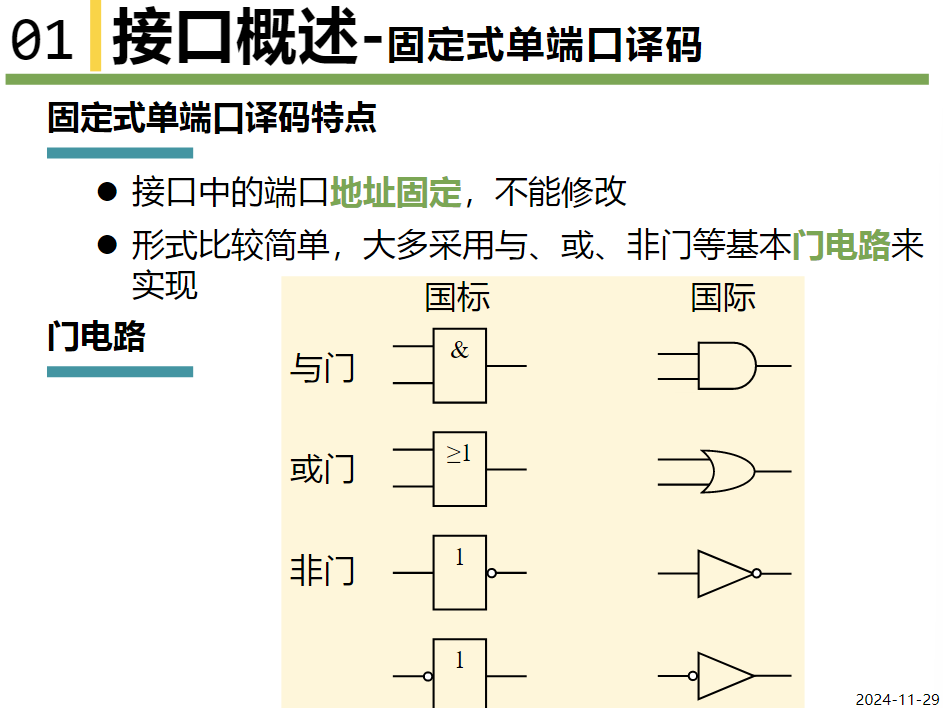 01 接口概述-固定式单端口译码
固定式单端口译码特点
● 接口中的端口地址固定，不能修改
● 形式比较简单，大多采用与、或、非门等基本门电路来
实现
国标 国际
门电路
与门 &
或门 ≥1
非门 1
1
2024-11-29